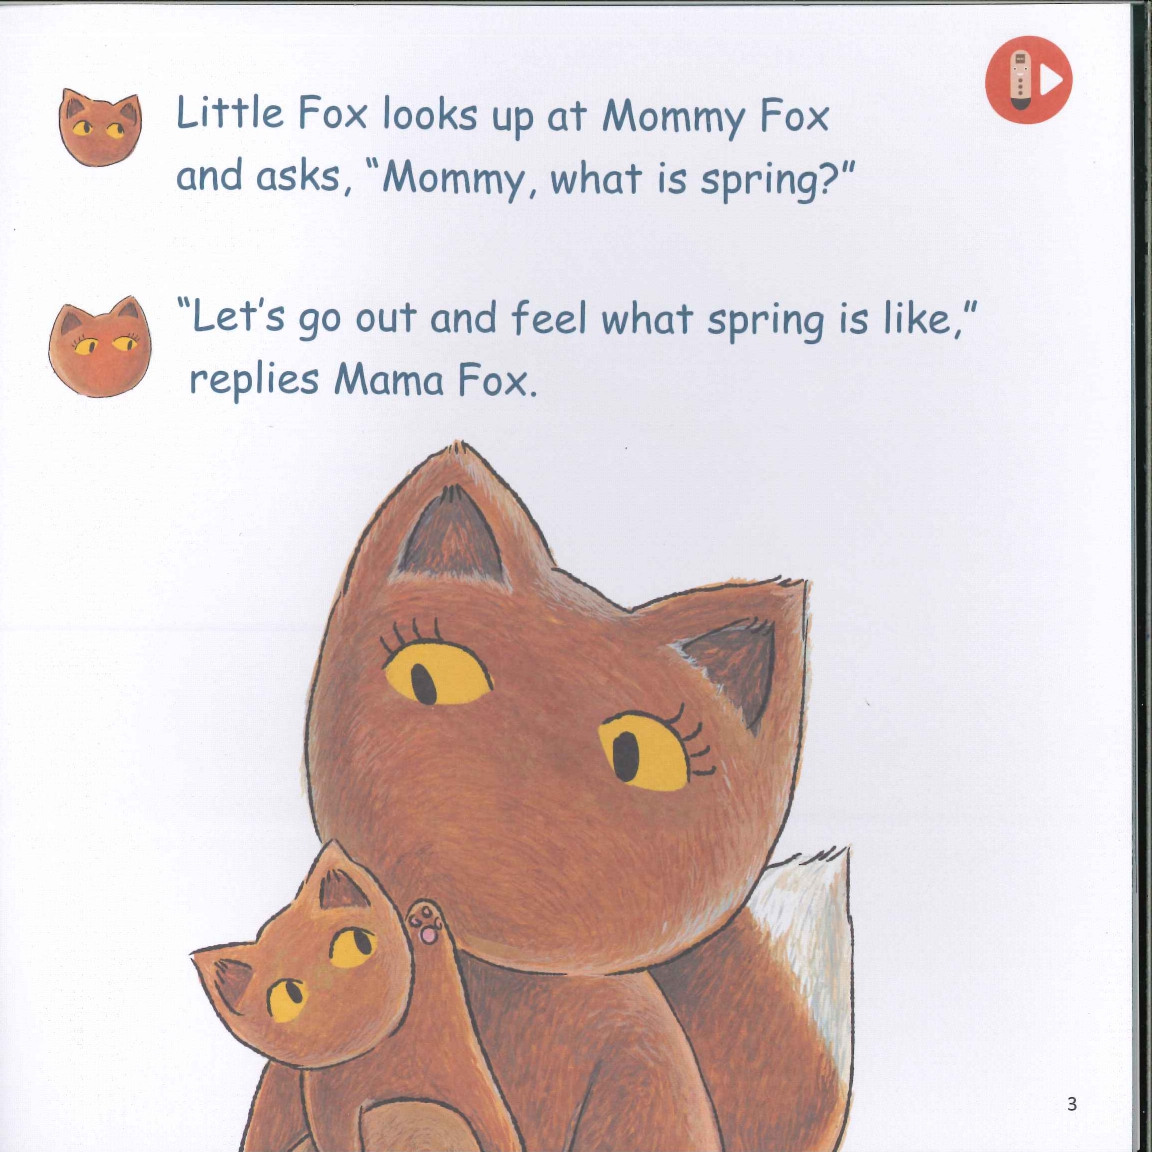 Little Fox looks up at Mommy Fox
and asks, “Mommy, what is spring?”
“Let’s go out and feel what spring is like,”
replies Mama Fox.
3